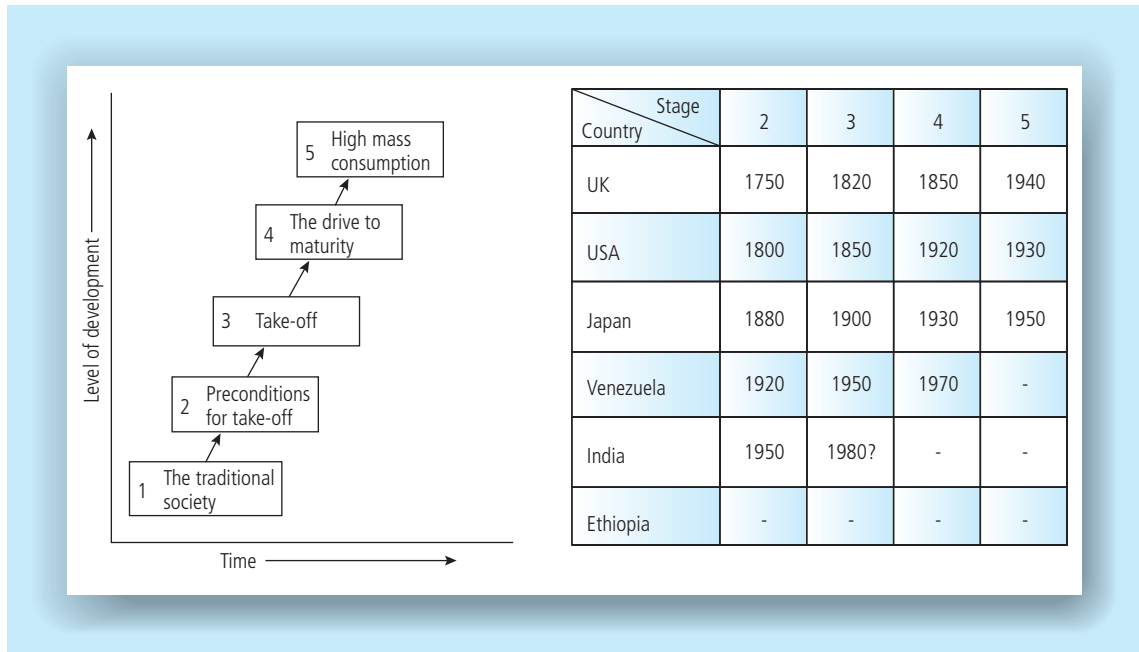 Level of development
5 High mass
consumption
4 The drive to
maturity
3 Take-off
2 Preconditions
for take-off
1 The traditional
society
Time
Stage
Country
2 3 4 5
UK 1750 1820 1850 1940
USA 1800 1850 1920 1930
Japan 1880 1900 1930 1950
Venezuela 1920 1950 1970 -
India 1950 1980? - -
Ethiopia - - - -